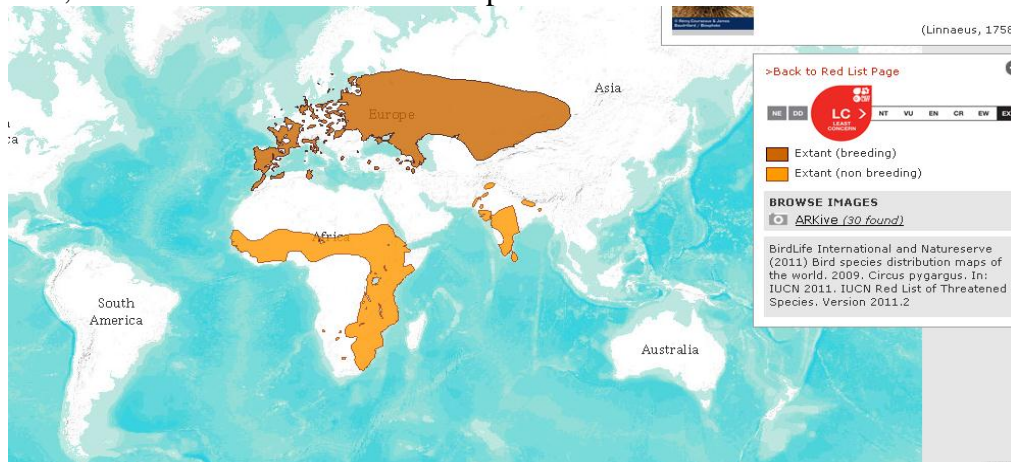 (Linnaeus, 1758
Asia
Europe
Africa
South
America
Australia
>Back to Red List Page
NE DD LC > NT VU EN CR EW EX
LEAST
CONCERN
Extant (breeding)
Extant (non breeding)
BROWSE IMAGES
ARKive (30 found)
BirdLife International and Natureserve
(2011) Bird species distribution maps of
the world. 2009. Circus pygargus. In:
IUCN 2011. IUCN Red List of Threatened
Species. Version 2011.2